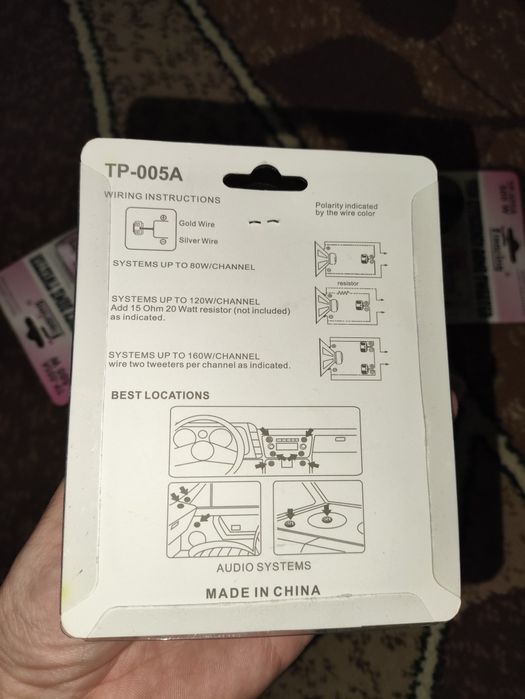 TP-005A
WIRING INSTRUCTIONS
Gold Wire
Silver Wire
Polarity indicated
by the wire color
SYSTEMS UP TO 80W/CHANNEL
resistor
SYSTEMS UP TO 120W/CHANNEL
Add 15 Ohm 20 Watt resistor (not included)
as indicated.
SYSTEMS UP TO 160W/CHANNEL
wire two tweeters per channel as indicated.
BEST LOCATIONS
AUDIO SYSTEMS
MADE IN CHINA
500 W